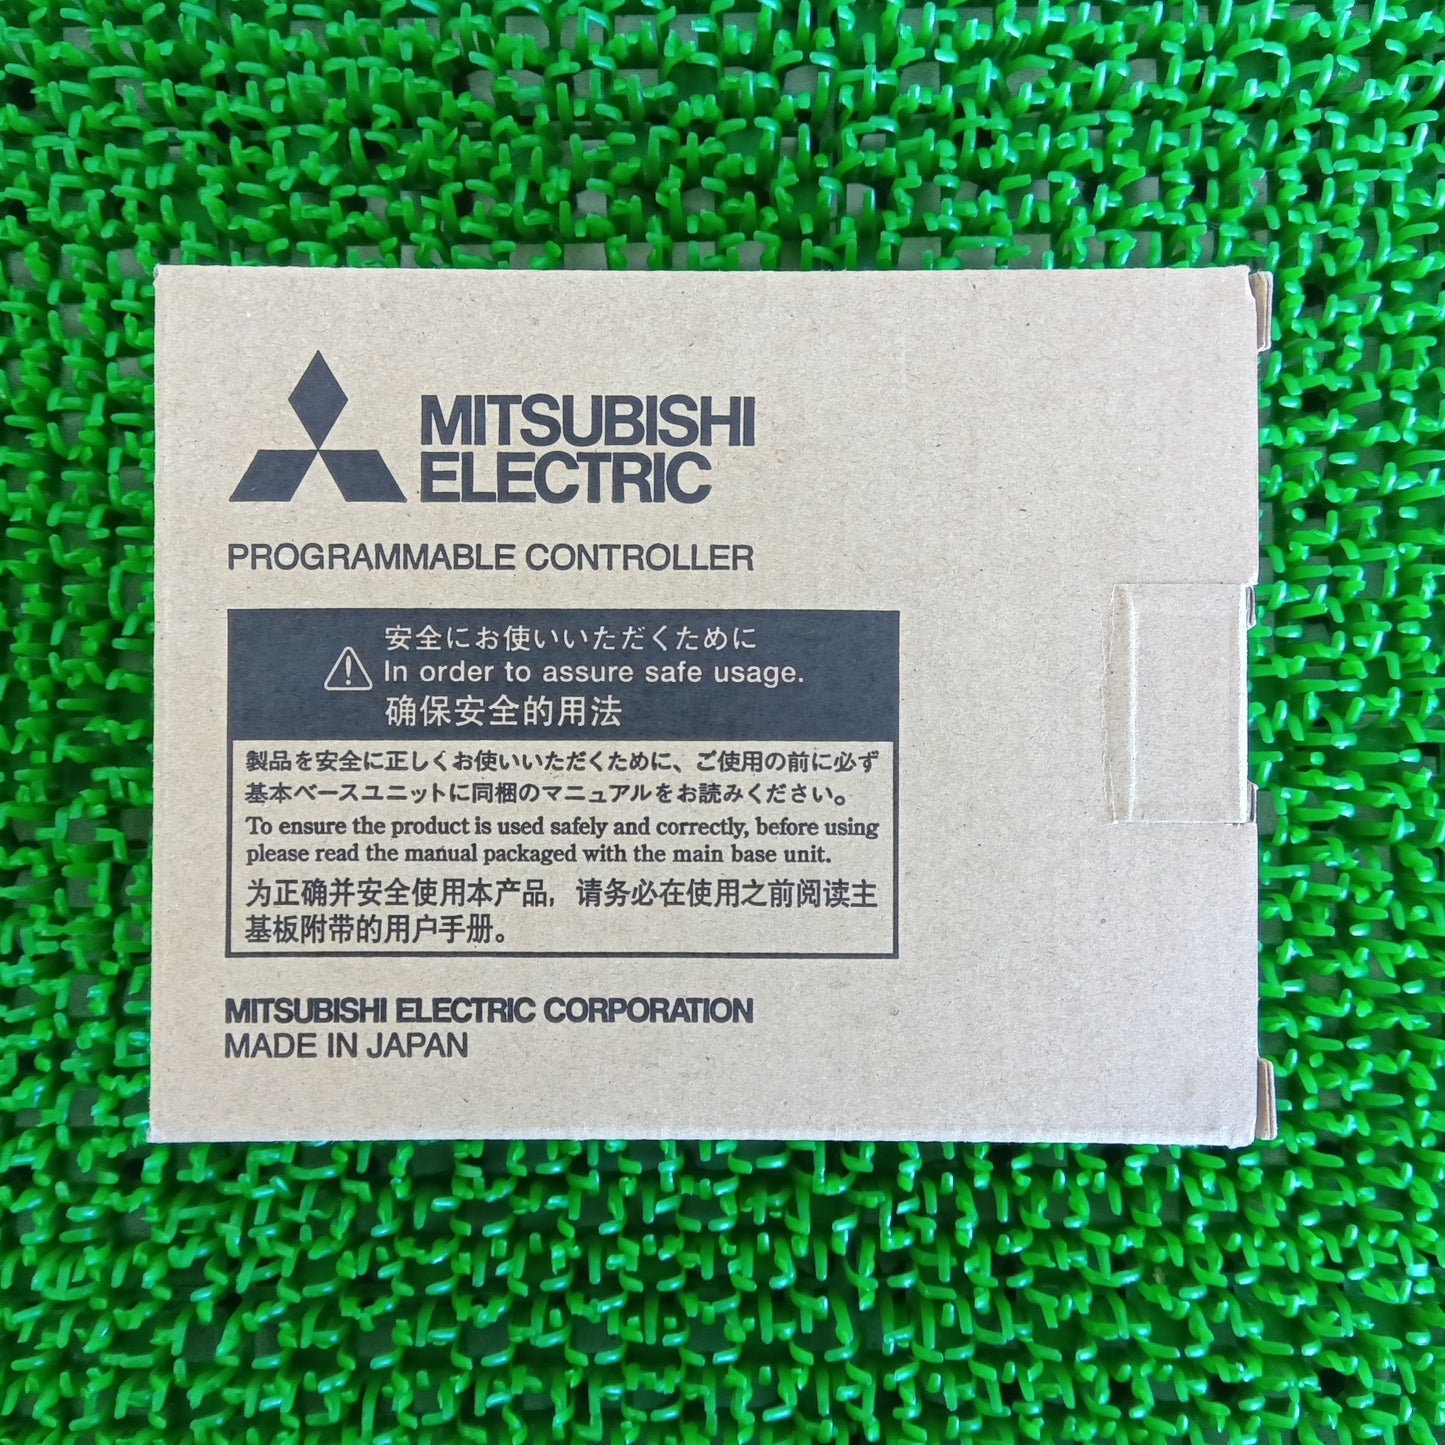 MITSUBISHI
ELECTRIC
PROGRAMMABLE CONTROLLER
安全にお使いいただくために
In order to assure safe usage.
确保安全的用法
製品を安全に正しくお使いいただくために、ご使用の前に必ず
基本ベースユニットに同梱のマニュアルをお読みください。
To ensure the product is used safely and correctly, before using
please read the manual packaged with the main base unit.
为正确并安全使用本产品，请务必在使用之前阅读主
基板附带的用户手册。
MITSUBISHI ELECTRIC CORPORATION
MADE IN JAPAN